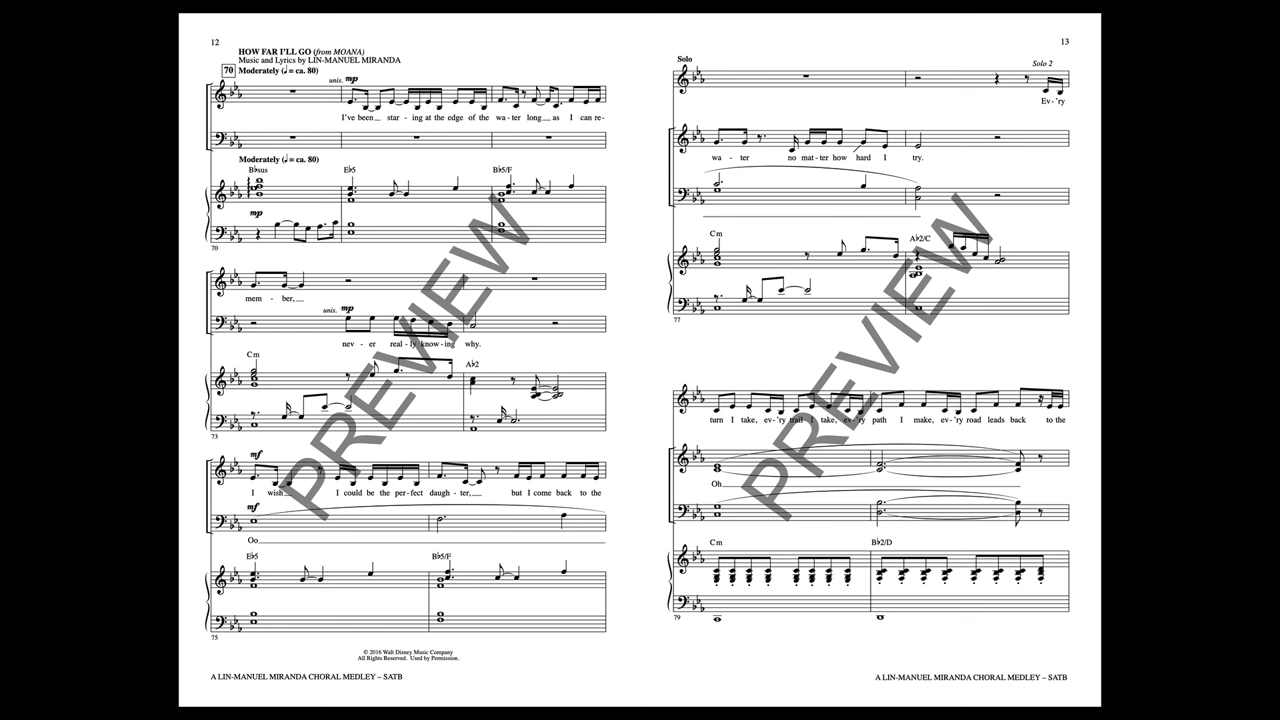 12
HOW FAR I'LL GO (from MOANA)
Music and Lyrics by LIN-MANUEL MIRANDA
70 Moderately (♩ = ca. 80)
unis. mp
I've been star - ing at the edge of the wa - ter long as I can re-
Moderately (♩ = ca. 80)
B♭sus E♭5 B♭5/F
mp
70
mem - ber,
unis. mp
nev - er real - ly know - ing why.
Cm A♭2
73
mf
I wish I could be the per - fect daugh - ter, but I come back to the
mf
Oo
E♭5 B♭5/F
75
© 2016 Walt Disney Music Company
All Rights Reserved. Used by Permission.
A LIN-MANUEL MIRANDA CHORAL MEDLEY – SATB
PREVIEW
13
Solo
Solo 2
Ev - 'ry
wa - ter no mat - ter how hard I try.
Cm A♭2/C
77
turn I take, ev - 'ry trail I take, ev - 'ry path I make, ev - 'ry road leads back to the
Oh
Cm B♭2/D
79
A LIN-MANUEL MIRANDA CHORAL MEDLEY – SATB
PREVIEW